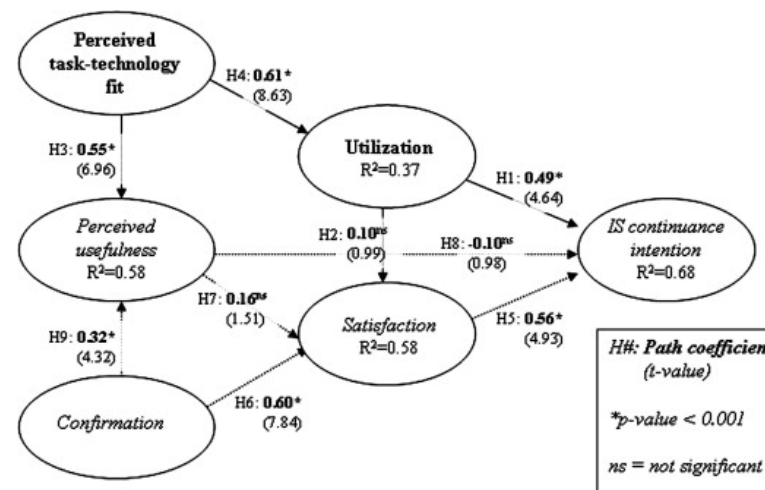 Perceived
task-technology
fit
H4: 0.61*
(8.63)
H3: 0.55*
(6.96)
Utilization
R²=0.37
H1: 0.49*
(4.64)
Perceived
usefulness
R²=0.58
H2: 0.10ns
(0.99)
H8: -0.10ns
(0.98)
IS continuance
intention
R²=0.68
H7: 0.16ns
(1.51)
H9: 0.32*
(4.32)
Satisfaction
R²=0.58
H5: 0.56*
(4.93)
Confirmation
H6: 0.60*
(7.84)
H#: Path coefficien
(t-value)
*p-value < 0.001
ns = not significant